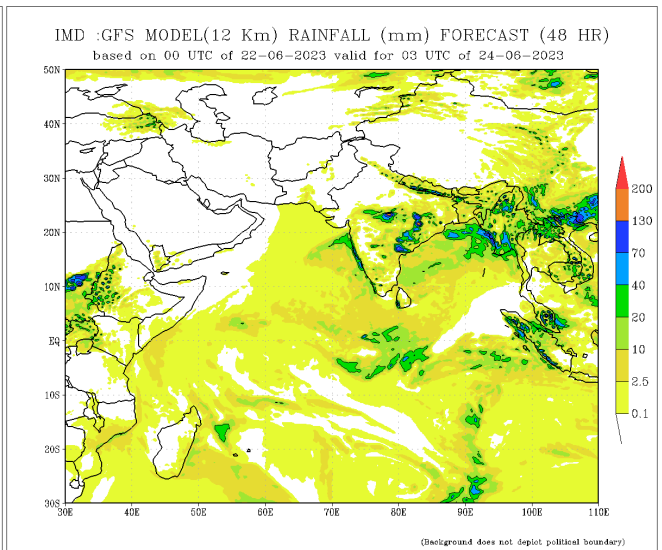 IMD :GFS MODEL(12 Km) RAINFALL (mm) FORECAST (48 HR)
based on 00 UTC of 22-06-2023 valid for 03 UTC of 24-06-2023
50N
40N
30N
20N
10N
EQ
10S
20S
30S
30E 40E 50E 60E 70E 80E 90E 100E 110E
200
130
70
40
20
10
2.5
0.1
(Background does not depict political boundary)